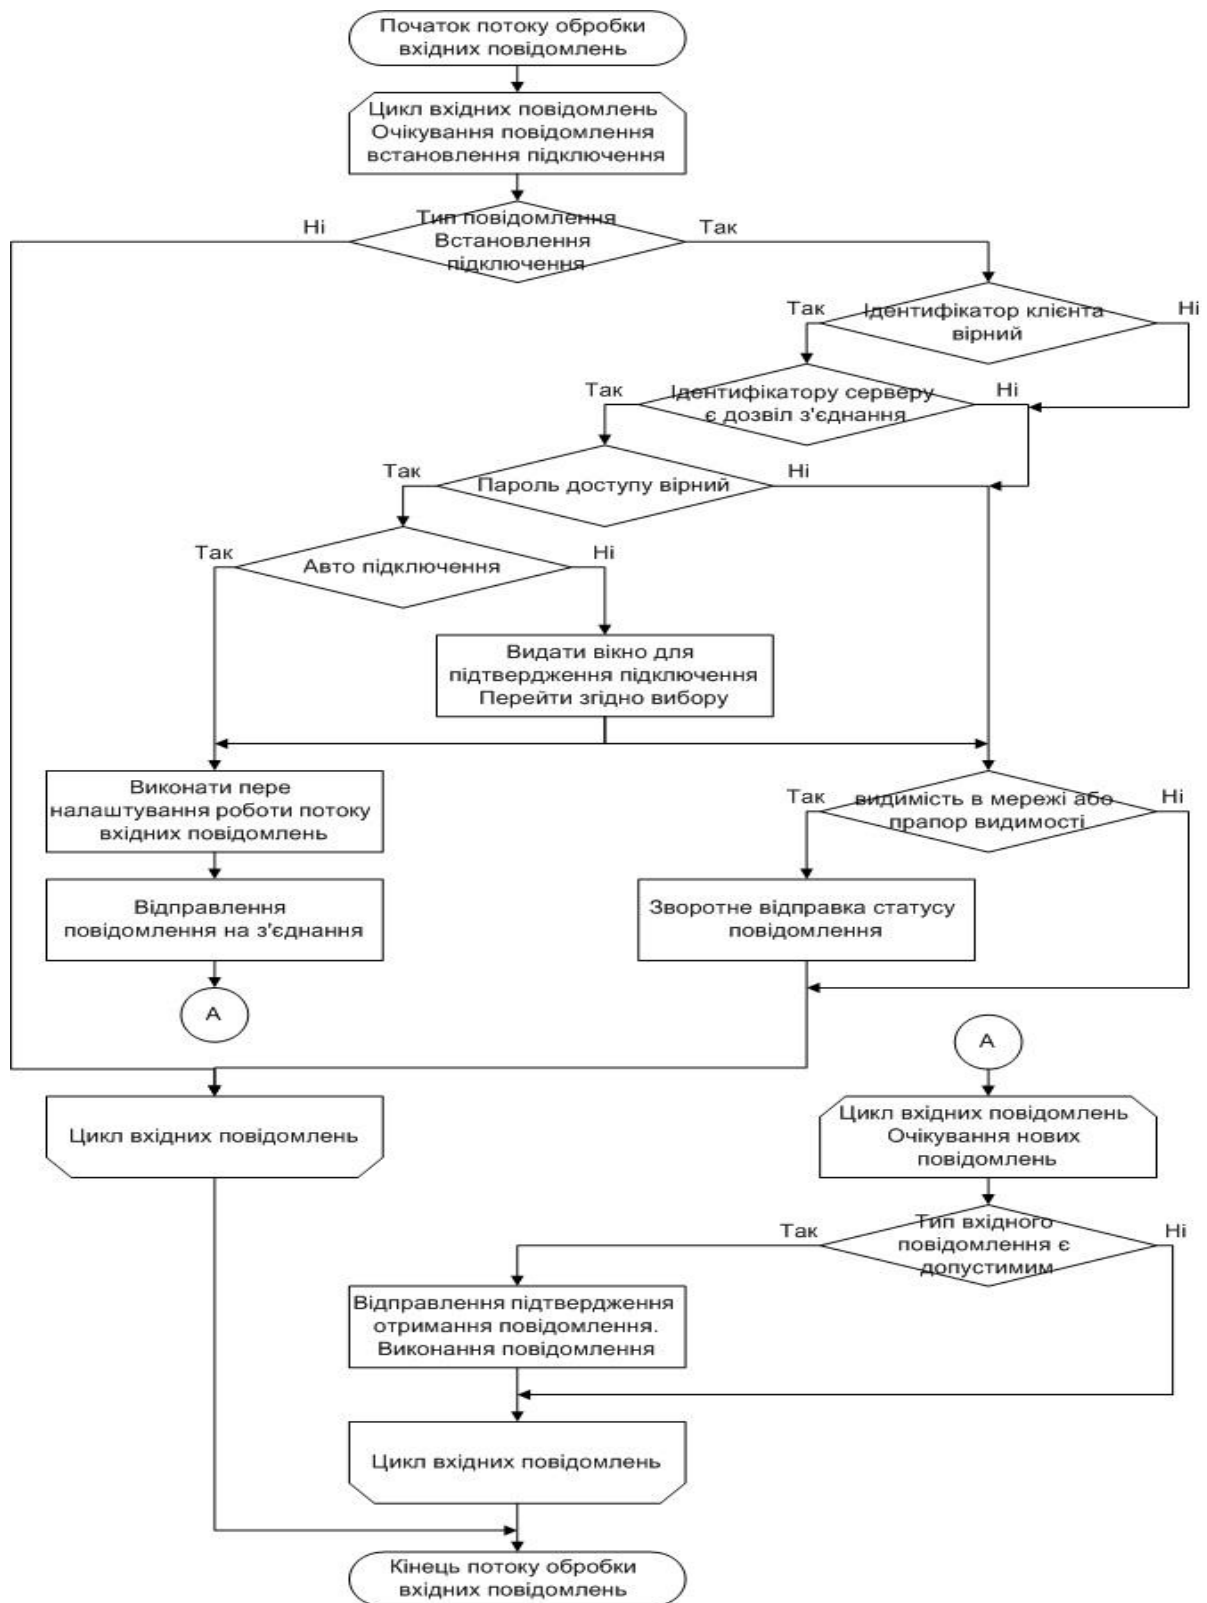 Початок потоку обробки
вхідних повідомлень
Цикл вхідних повідомлень
Очікування повідомлення
встановлення підключення
Ні
Тип повідомлення
Встановлення
підключення
Так
Так
Ідентифікатор клієнта
вірний
Ні
Так
Ідентифікатору серверу
є дозвіл з'єднання
Ні
Так
Пароль доступу вірний
Ні
Так
Авто підключення
Ні
Видати вікно для
підтвердження підключення
Перейти згідно вибору
Виконати пере
налаштування роботи потоку
вхідних повідомлень
Так
видимість в мережі або
прапор видимості
Ні
Відправлення
повідомлення на з'єднання
Зворотне відправка статусу
повідомлення
А
А
Цикл вхідних повідомлень
Цикл вхідних повідомлень
Очікування нових
повідомлень
Так
Тип вхідного
повідомлення є
допустимим
Ні
Відправлення підтвердження
отримання повідомлення.
Виконання повідомлення
Цикл вхідних повідомлень
Кінець потоку обробки
вхідних повідомлень